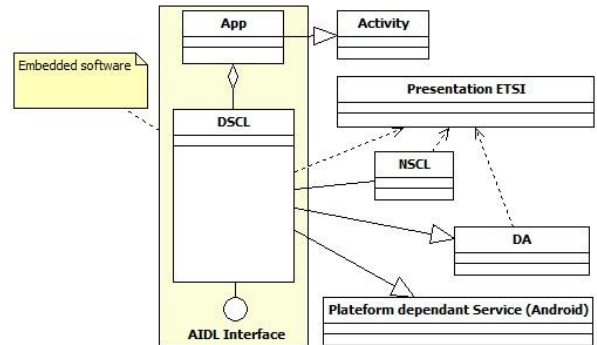 App
Activity
Embedded software
Presentation ETSI
DSCL
NSCL
DA
Plateform dependant Service (Android)
AIDL Interface